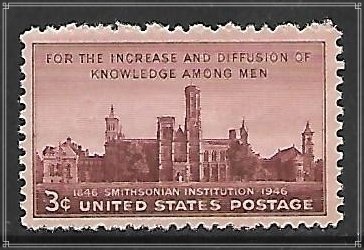 FOR THE INCREASE AND DIFFUSION OF
KNOWLEDGE AMONG MEN
1846 SMITHSONIAN INSTITUTION 1946
3¢ UNITED STATES POSTAGE